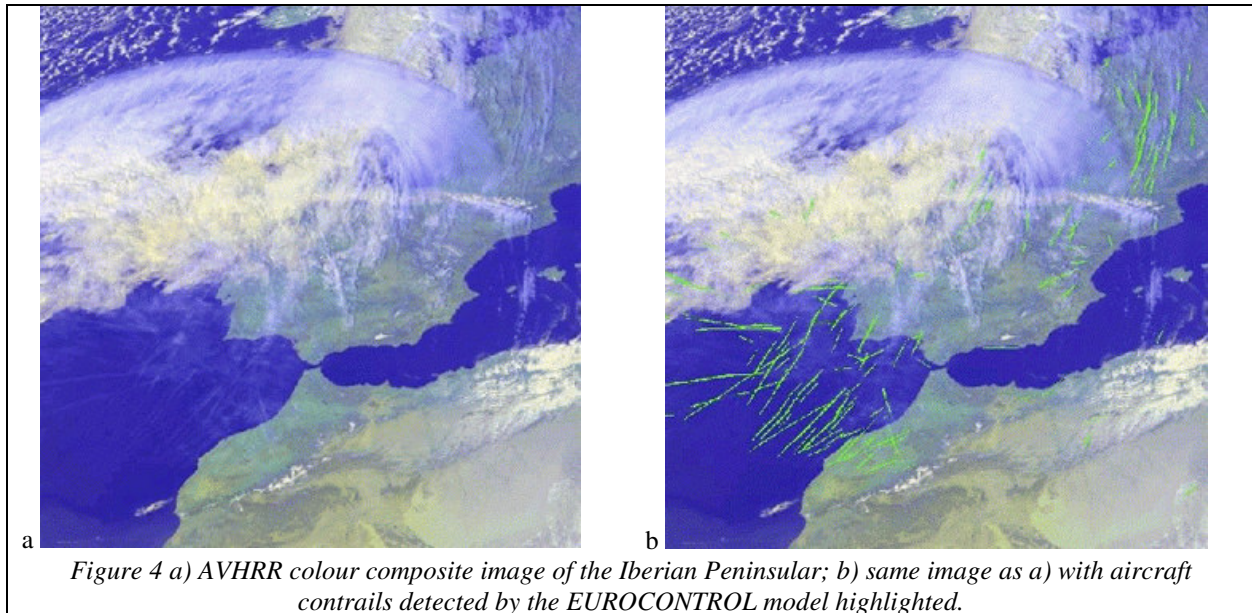 a
b
Figure 4 a) AVHRR colour composite image of the Iberian Peninsular; b) same image as a) with aircraft
contrails detected by the EUROCONTROL model highlighted.